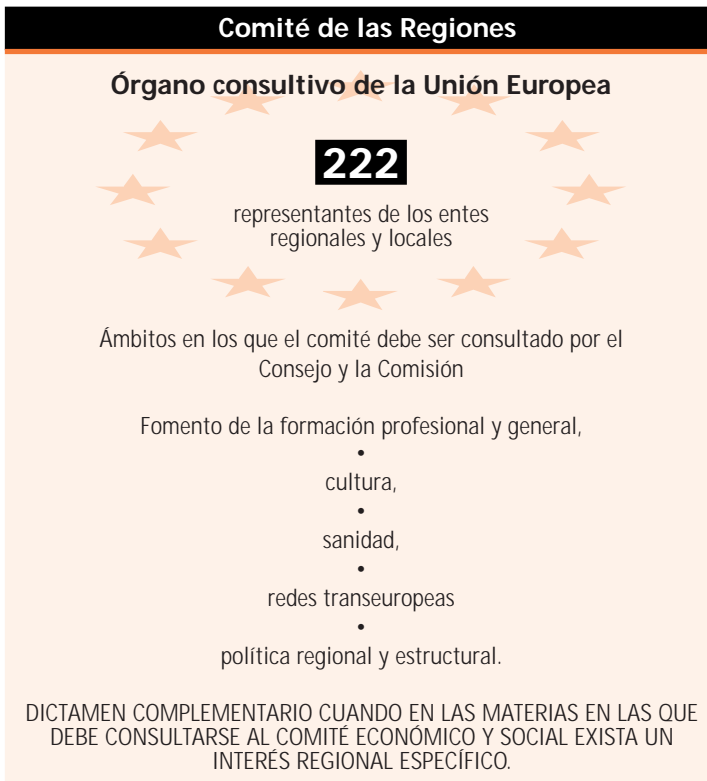 Comité de las Regiones
Órgano consultivo de la Unión Europea
222
representantes de los entes
regionales y locales
Ámbitos en los que el comité debe ser consultado por el
Consejo y la Comisión
Fomento de la formación profesional y general,
•
cultura,
•
sanidad,
•
redes transeuropeas
•
política regional y estructural.
DICTAMEN COMPLEMENTARIO CUANDO EN LAS MATERIAS EN LAS QUE
DEBE CONSULTARSE AL COMITÉ ECONÓMICO Y SOCIAL EXISTA UN
INTERÉS REGIONAL ESPECÍFICO.